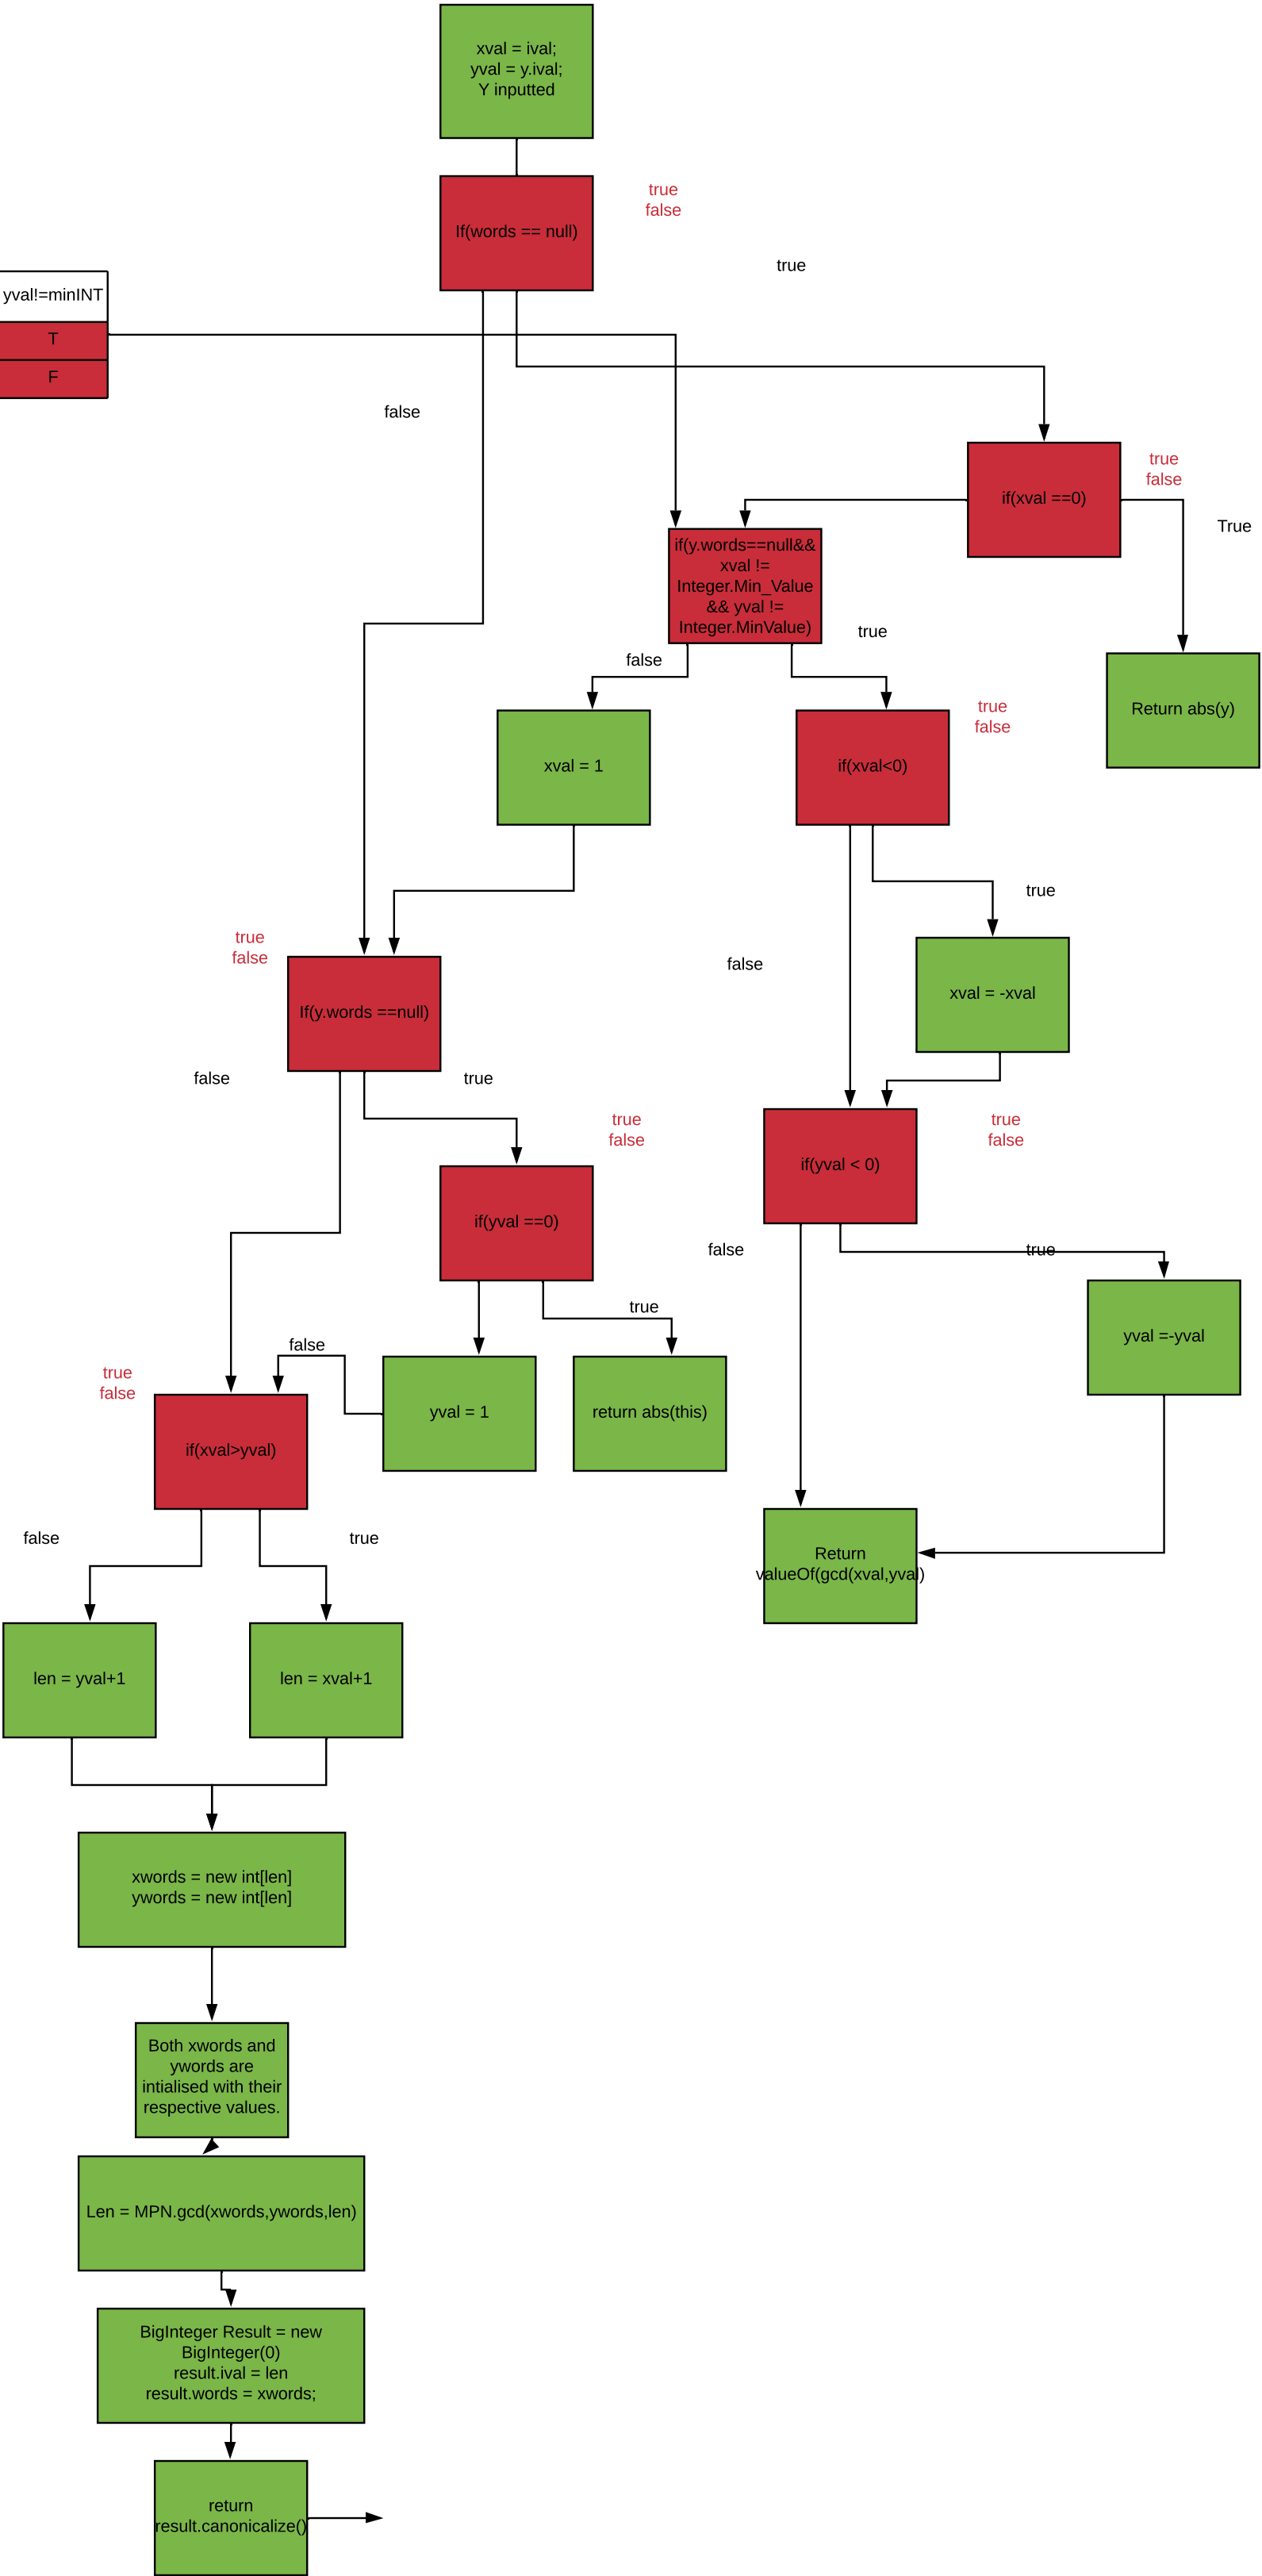 xval = ival;
yval = y.ival;
Y inputted
If(words == null)
true
false
true
yval!=minINT
T
F
false
if(xval ==0)
true
false
True
if(y.words==null&&
xval !=
Integer.Min_Value
&& yval !=
Integer.MinValue)
true
false
Return abs(y)
xval = 1
if(xval<0)
true
false
true
false
xval = -xval
true
false
If(y.words ==null)
false
true
true
false
if(yval ==0)
if(yval < 0)
true
false
false
true
yval =-yval
true
false
true
false
if(xval>yval)
yval = 1
return abs(this)
false
true
Return
valueOf(gcd(xval,yval)
len = yval+1
len = xval+1
xwords = new int[len]
ywords = new int[len]
Both xwords and
ywords are
intialised with their
respective values.
Len = MPN.gcd(xwords,ywords,len)
BigInteger Result = new
BigInteger(0)
result.ival = len
result.words = xwords;
return
result.canonicalize()